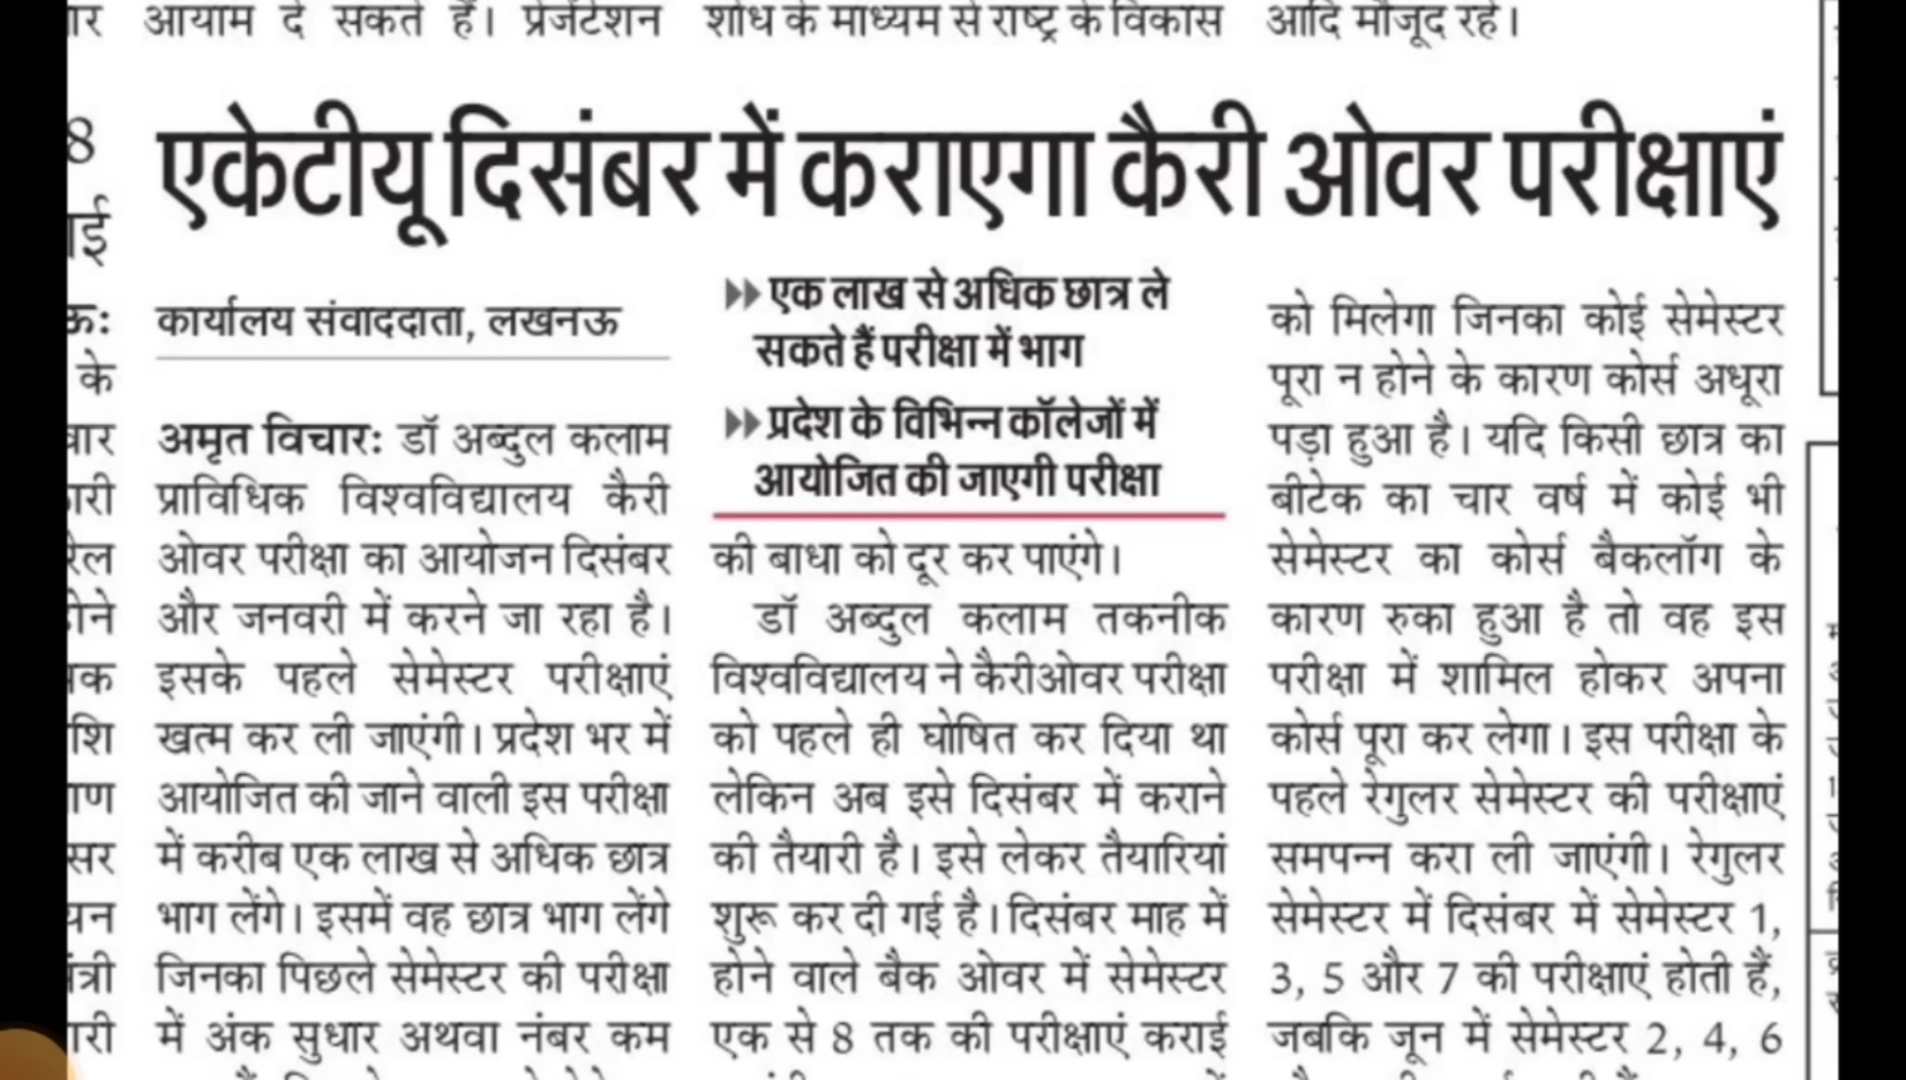 आयाम दे सकते हैं। प्रेजेंटेशन
शोध के माध्यम से राष्ट्र के विकास
आदि मौजूद रहे।
एकेटीयू दिसंबर में कराएगा कैरी ओवर परीक्षाएं
कार्यालय संवाददाता, लखनऊ
अमृत विचारः डॉ अब्दुल कलाम
प्राविधिक विश्वविद्यालय कैरी
ओवर परीक्षा का आयोजन दिसंबर
और जनवरी में करने जा रहा है।
इसके पहले सेमेस्टर परीक्षाएं
खत्म कर ली जाएंगी। प्रदेश भर में
आयोजित की जाने वाली इस परीक्षा
में करीब एक लाख से अधिक छात्र
भाग लेंगे। इसमें वह छात्र भाग लेंगे
जिनका पिछले सेमेस्टर की परीक्षा
में अंक सुधार अथवा नंबर कम
एक लाख से अधिक छात्र ले
सकते हैं परीक्षा में भाग
प्रदेश के विभिन्न कॉलेजों में
आयोजित की जाएगी परीक्षा
की बाधा को दूर कर पाएंगे।
डॉ अब्दुल कलाम तकनीक
विश्वविद्यालय ने कैरीओवर परीक्षा
को पहले ही घोषित कर दिया था
लेकिन अब इसे दिसंबर में कराने
की तैयारी है। इसे लेकर तैयारियां
शुरू कर दी गई है। दिसंबर माह में
होने वाले बैक ओवर में सेमेस्टर
एक से 8 तक की परीक्षाएं कराई
को मिलेगा जिनका कोई सेमेस्टर
पूरा न होने के कारण कोर्स अधूरा
पड़ा हुआ है। यदि किसी छात्र का
बीटेक का चार वर्ष में कोई भी
सेमेस्टर का कोर्स बैकलॉग के
कारण रुका हुआ है तो वह इस
परीक्षा में शामिल होकर अपना
कोर्स पूरा कर लेगा। इस परीक्षा के
पहले रेगुलर सेमेस्टर की परीक्षाएं
समपन्न करा ली जाएंगी। रेगुलर
सेमेस्टर में दिसंबर में सेमेस्टर 1,
3, 5 और 7 की परीक्षाएं होती हैं,
जबकि जून में सेमेस्टर 2, 4, 6